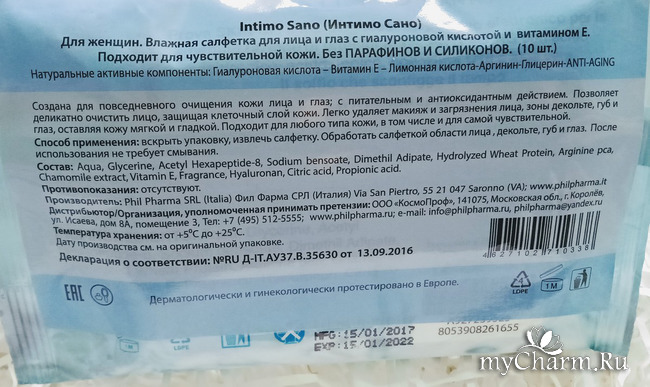 Intimo Sano (Интимо Сано)
Для женщин. Влажная салфетка для лица и глаз с гиалуроновой кислотой и витамином Е.
Подходит для чувствительной кожи. Без ПАРАФИНОВ И СИЛИКОНОВ. (10 шт.)
Натуральные активные компоненты: Гиалуроновая кислота – Витамин Е – Лимонная кислота-Аргинин-Глицерин-ANTI-AGING
Создана для повседневного очищения кожи лица и глаз; с питательным и антиоксидантным действием. Позволяет
деликатно очистить лицо, защищая клеточный слой кожи. Легко удаляет макияж и загрязнения лица, зоны декольте, губ и
глаз, оставляя кожу мягкой и гладкой. Подходит для любого типа кожи, в том числе и для самой чувствительной.
Способ применения: вскрыть упаковку, извлечь салфетку. Обработать салфеткой области лица , декольте, губ и глаз. После
использования не требует смывания.
Состав: Aqua, Glycerine, Acetyl Hexapeptide-8, Sodium bensoate, Dimethil Adipate, Hydrolyzed Wheat Protein, Arginine pca,
Chamomile extract, Vitamin E, Fragrance, Hyaluronan, Citric acid, Propionic acid.
Противопоказания: отсутствуют.
Производитель: Phil Pharma SRL (Italia) Фил Фарма СРЛ (Италия) Via San Piertro, 55 21 047 Saronno (VA); www.philpharma.it
Дистрибьютор/Организация, уполномоченная принимать претензии: ООО «КосмоПроф», 141075, Московская обл., г. Королёв,
ул. Исаева, дом 8А, помещение 3, Тел: +7 (495) 512-5555; www.philpharma.ru; e-mail: info@philpharma.ru, philpharma@yandex.ru
Температура хранения: от +5°С до +25°С.
Дату производства см. на оригинальной упаковке.
Декларация о соответствии: №RU Д-IT.АУ37.В.35630 от 13.09.2016
4627102710338
EAC
Дерматологически и гинекологически протестировано в Европе.
4
LDPE
1 M
LDPE
MFG: 15/01/2017
EXP: 15/01/2022
8053908261655
myCharm.Ru